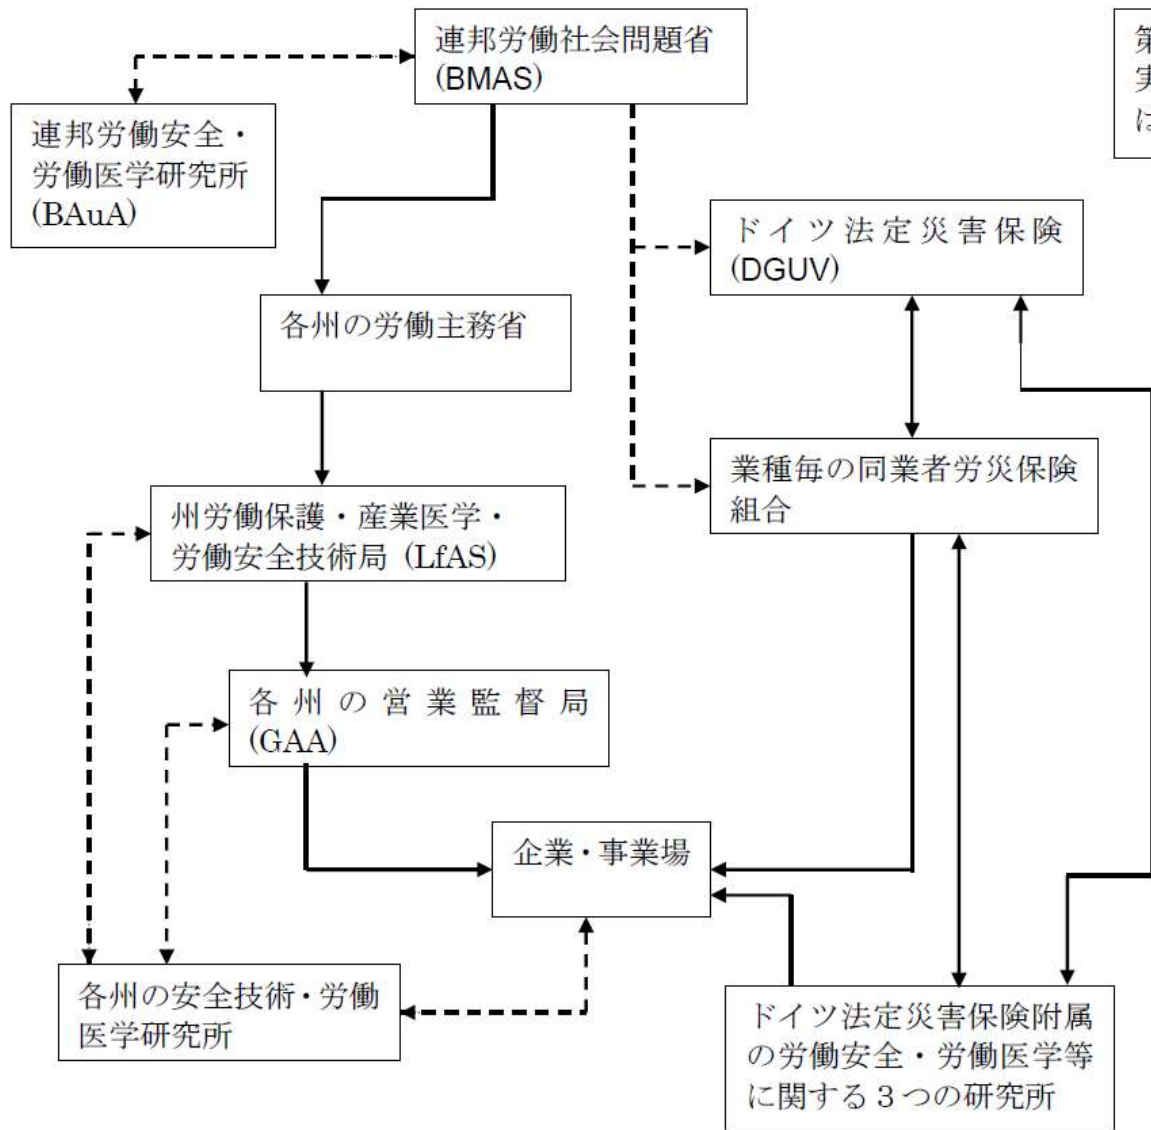 連邦労働社会問題省
(BMAS)
第
実
は
連邦労働安全・
労働医学研究所
(BAuA)
ドイツ法定災害保険
(DGUV)
各州の労働主務省
業種毎の同業者労災保険
組合
州労働保護・産業医学・
労働安全技術局 (LfAS)
各州の営業監督局
(GAA)
企業・事業場
各州の安全技術・労働
医学研究所
ドイツ法定災害保険附属
の労働安全・労働医学等
に関する３つの研究所